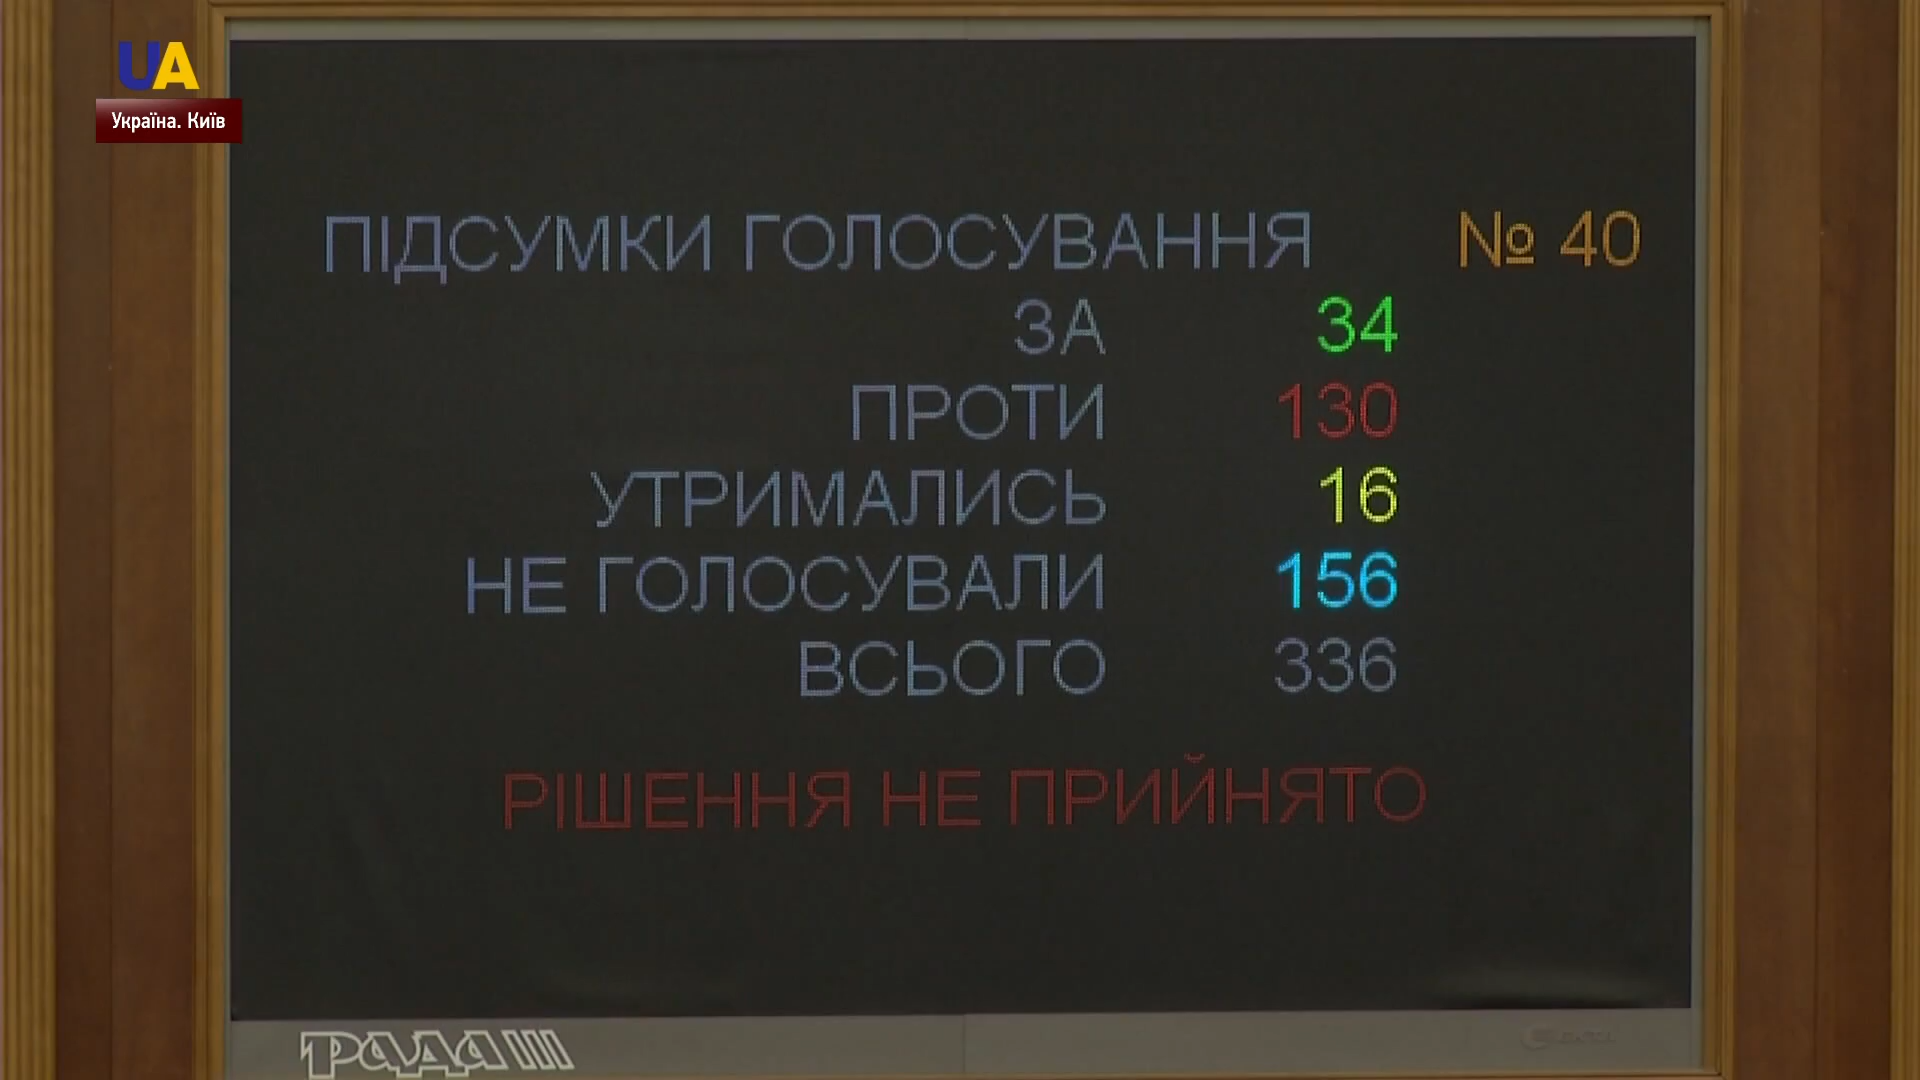 UA
Україна. Київ
ПІДСУМКИ ГОЛОСУВАННЯ № 40
ЗА 34
ПРОТИ 130
УТРИМАЛИСЬ 16
НЕ ГОЛОСУВАЛИ 156
ВСЬОГО 336
РІШЕННЯ НЕ ПРИЙНЯТО
РАДА III